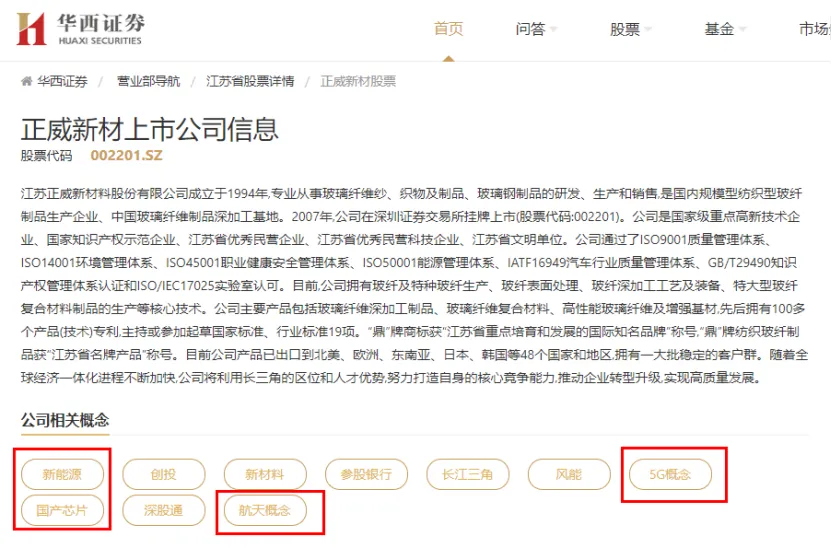 华西证券
HUAXI SECURITIES
首页 问答 股票 基金 市场
华西证券 / 营业部导航 / 江苏省股票详情 / 正威新材股票
正威新材上市公司信息
股票代码 002201.SZ
江苏正威新材料股份有限公司成立于1994年,专业从事玻璃纤维纱、织物及制品、玻璃钢制品的研发、生产和销售,是国内规模型纺织型玻纤
制品生产企业、中国玻璃纤维制品深加工基地。2007年,公司在深圳证券交易所挂牌上市(股票代码:002201)。公司是国家级重点高新技术企
业、国家知识产权示范企业、江苏省优秀民营企业、江苏省优秀民营科技企业、江苏省文明单位。公司通过了ISO9001质量管理体系、
ISO14001环境管理体系、ISO45001职业健康安全管理体系、ISO50001能源管理体系、IATF16949汽车行业质量管理体系、GB/T29490知识
产权管理体系认证和ISO/IEC17025实验室认可。目前,公司拥有玻纤及特种玻纤生产、玻纤表面处理、玻纤深加工工艺及装备、特大型玻纤
复合材料制品的生产等核心技术。公司主要产品包括玻璃纤维深加工制品、玻璃纤维复合材料、高性能玻璃纤维及增强基材,先后拥有100多
个产品(技术)专利,主持或参加起草国家标准、行业标准19项。“鼎”牌商标获“江苏省重点培育和发展的国际知名品牌”称号,“鼎”牌纺织玻纤制
品获“江苏省名牌产品”称号。目前公司产品已出口到北美、欧洲、东南亚、日本、韩国等48个国家和地区,拥有一大批稳定的客户群。随着全
球经济一体化进程不断加快,公司将利用长三角的区位和人才优势,努力打造自身的核心竞争能力,推动企业转型升级,实现高质量发展。
公司相关概念
新能源 创投 新材料 参股银行 长江三角 风能 5G概念
国产芯片 深股通 航天概念